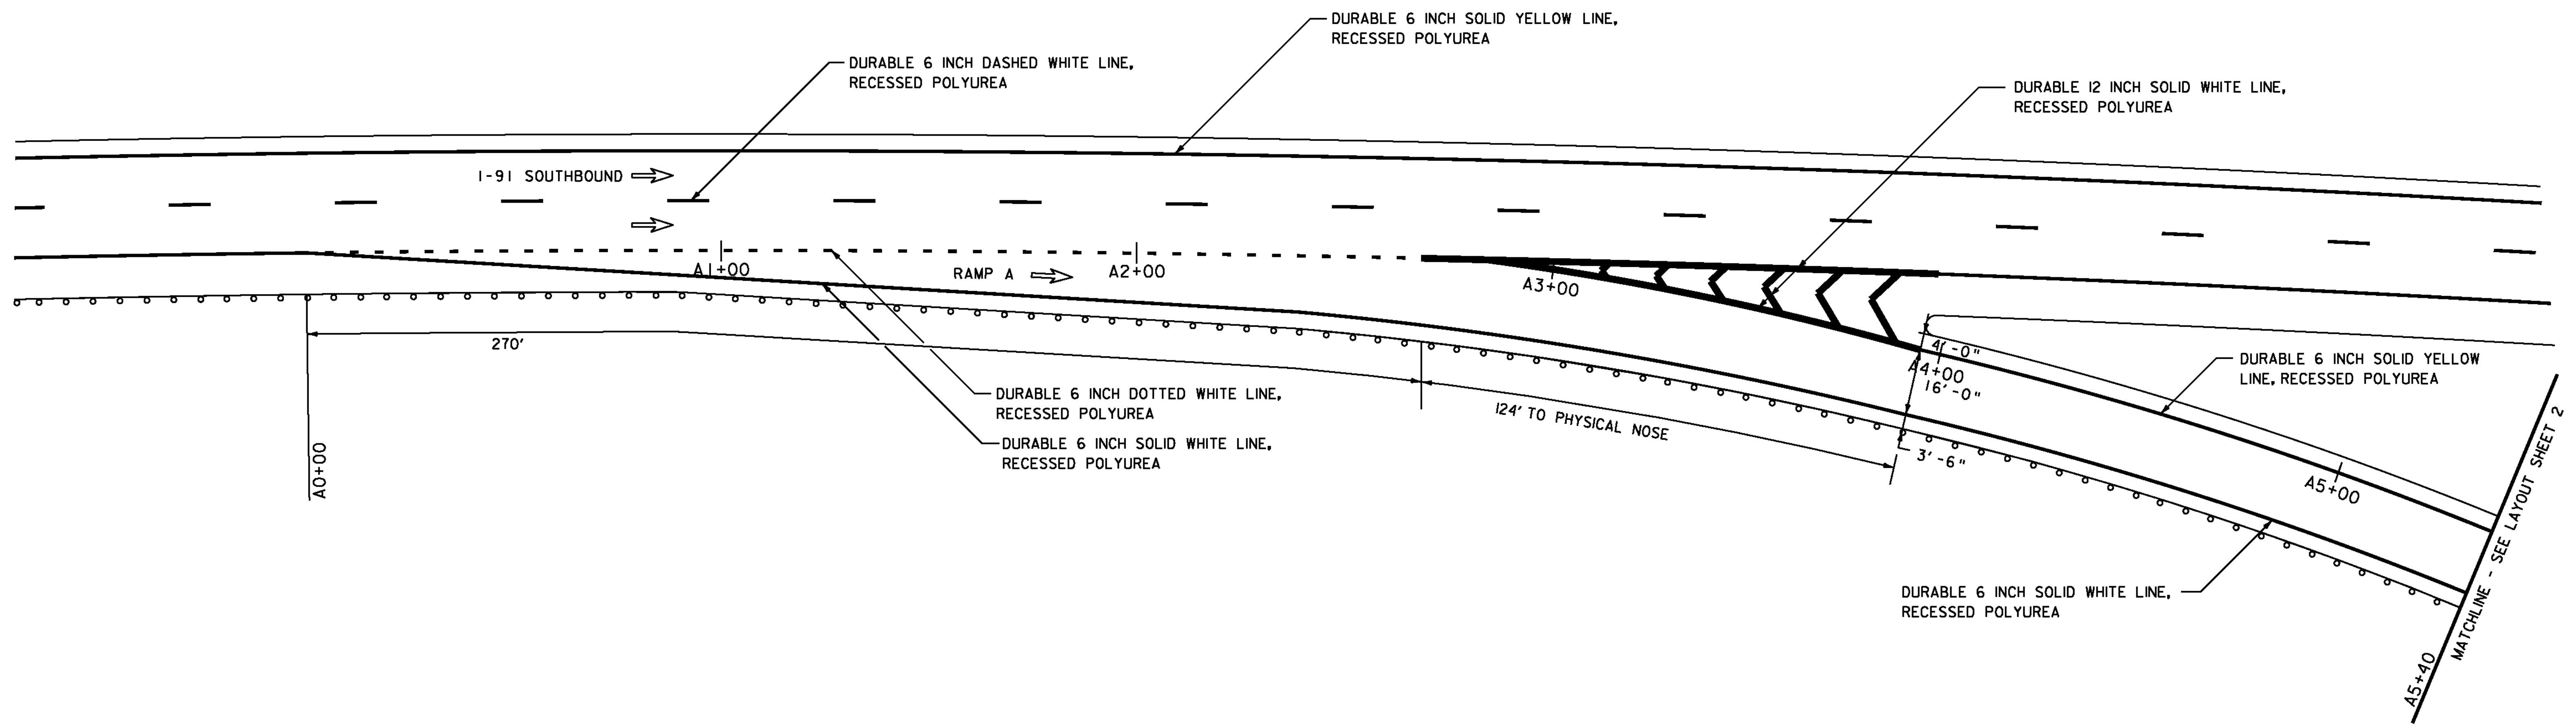 DURABLE 6 INCH SOLID YELLOW LINE,
RECESSED POLYUREA
DURABLE 6 INCH DASHED WHITE LINE,
RECESSED POLYUREA
DURABLE 12 INCH SOLID WHITE LINE,
RECESSED POLYUREA
I-91 SOUTHBOUND
A1+00
RAMP A
A2+00
A3+00
270'
4'-0"
A4+00
16'-0"
DURABLE 6 INCH SOLID YELLOW
LINE, RECESSED POLYUREA
DURABLE 6 INCH DOTTED WHITE LINE,
RECESSED POLYUREA
124' TO PHYSICAL NOSE
DURABLE 6 INCH SOLID WHITE LINE,
RECESSED POLYUREA
3'-6"
A0+00
A5+00
DURABLE 6 INCH SOLID WHITE LINE,
RECESSED POLYUREA
MATCHLINE - SEE LAYOUT SHEET 2
A5+40